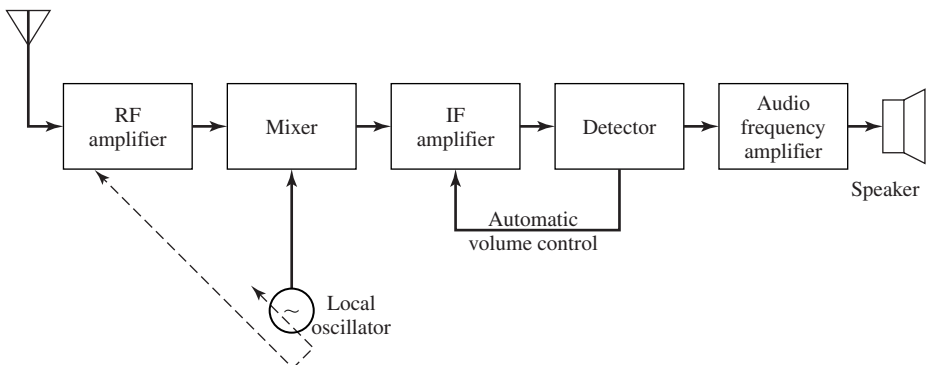 RF
amplifier
Mixer
IF
amplifier
Detector
Audio
frequency
amplifier
Speaker
Automatic
volume control
~
Local
oscillator